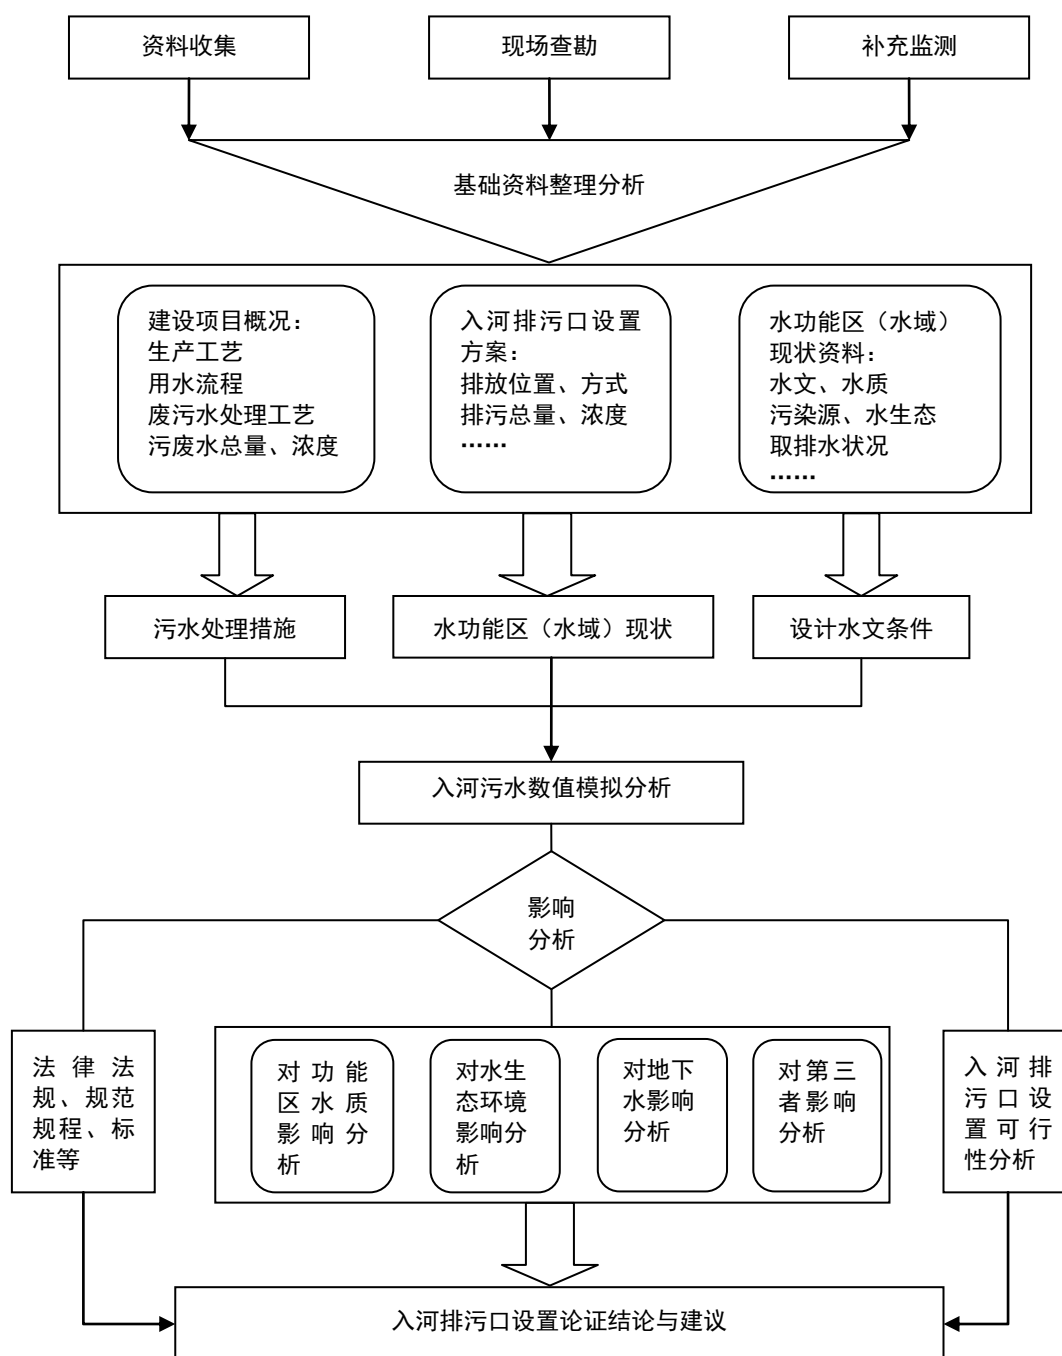 资料收集
现场查勘
补充监测
基础资料整理分析
建设项目概况：
生产工艺
用水流程
废污水处理工艺
污废水总量、浓度
入河排污口设置
方案：
排放位置、方式
排污总量、浓度
……
水功能区（水域）
现状资料：
水文、水质
污染源、水生态
取排水状况
……
污水处理措施
水功能区（水域）现状
设计水文条件
入河污水数值模拟分析
影响
分析
法律法
规、规范
规程、标
准等
对功能
区水质
影响分
析
对水生
态环境
影响分
析
对地下
水影响
分析
对第三
者影响
分析
入河排
污口设
置可行
性分析
入河排污口设置论证结论与建议